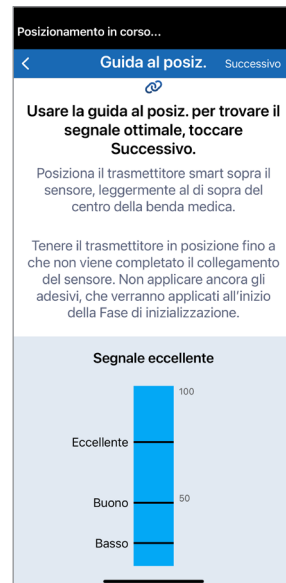 Posizionamento in corso...
Guida al posiz. Successivo
Usare la guida al posiz. per trovare il
segnale ottimale, toccare
Successivo.
Posiziona il trasmettitore smart sopra il
sensore, leggermente al di sopra del
centro della benda medica.
Tenere il trasmettitore in posizione fino a
che non viene completato il collegamento
del sensore. Non applicare ancora gli
adesivi, che verranno applicati all'inizio
della Fase di inizializzazione.
Segnale eccellente
100
Eccellente
Buono 50
Basso